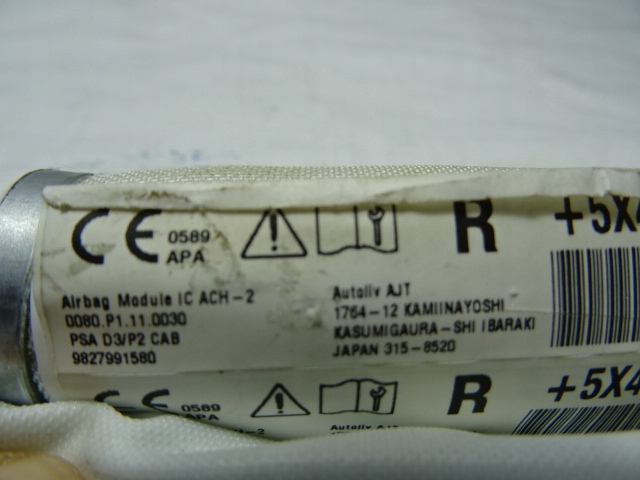 CE 0589 APA R +5X4
Airbag Module IC ACH-2
0080.P1.11.0030
PSA D3/P2 CAB
9827991580
Autoliv AJT
1764-12 KAMIINAYOSHI
KASUMIGAURA-SHI IBARAKI
JAPAN 315-8520
CE 0589 APA R +5X4